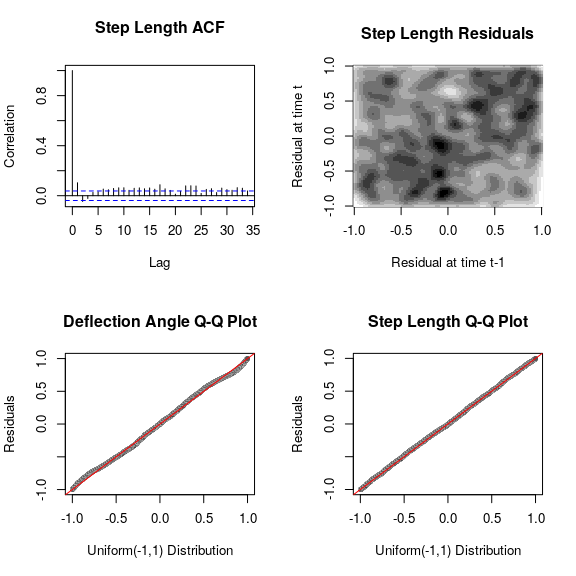 Step Length ACF
Correlation
0.0
0.4
0.8
0 5 10 15 20 25 30 35
Lag
Step Length Residuals
Residual at time t
-1.0
-0.5
0.0
0.5
1.0
-1.0 -0.5 0.0 0.5 1.0
Residual at time t-1
Deflection Angle Q-Q Plot
Residuals
-1.0
0.0
0.5
1.0
-1.0 -0.5 0.0 0.5 1.0
Uniform(-1,1) Distribution
Step Length Q-Q Plot
Residuals
-1.0
0.0
0.5
1.0
-1.0 -0.5 0.0 0.5 1.0
Uniform(-1,1) Distribution